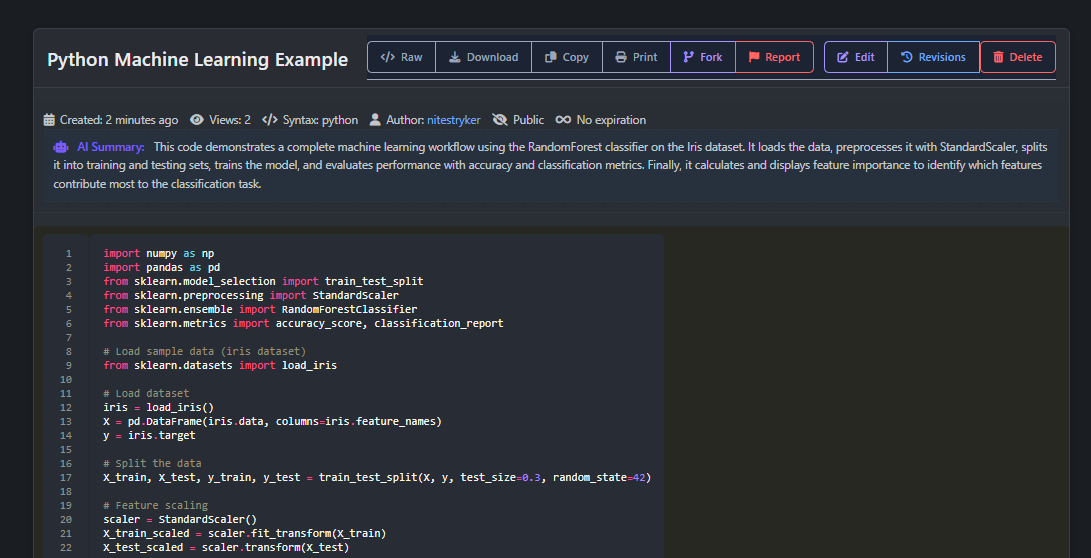 Python Machine Learning Example
Raw Download Copy Print Fork Report Edit Revisions Delete
Created: 2 minutes ago Views: 2 Syntax: python Author: nitestryker Public No expiration
AI Summary: This code demonstrates a complete machine learning workflow using the RandomForest classifier on the Iris dataset. It loads the data, preprocesses it with StandardScaler, splits
it into training and testing sets, trains the model, and evaluates performance with accuracy and classification metrics. Finally, it calculates and displays feature importance to identify which features
contribute most to the classification task.
1 import numpy as np
2 import pandas as pd
3 from sklearn.model_selection import train_test_split
4 from sklearn.preprocessing import StandardScaler
5 from sklearn.ensemble import RandomForestClassifier
6 from sklearn.metrics import accuracy_score, classification_report
7
8 # Load sample data (iris dataset)
9 from sklearn.datasets import load_iris
10
11 # Load dataset
12 iris = load_iris()
13 X = pd.DataFrame(iris.data, columns=iris.feature_names)
14 y = iris.target
15
16 # Split the data
17 X_train, X_test, y_train, y_test = train_test_split(X, y, test_size=0.3, random_state=42)
18
19 # Feature scaling
20 scaler = StandardScaler()
21 X_train_scaled = scaler.fit_transform(X_train)
22 X_test_scaled = scaler.transform(X_test)